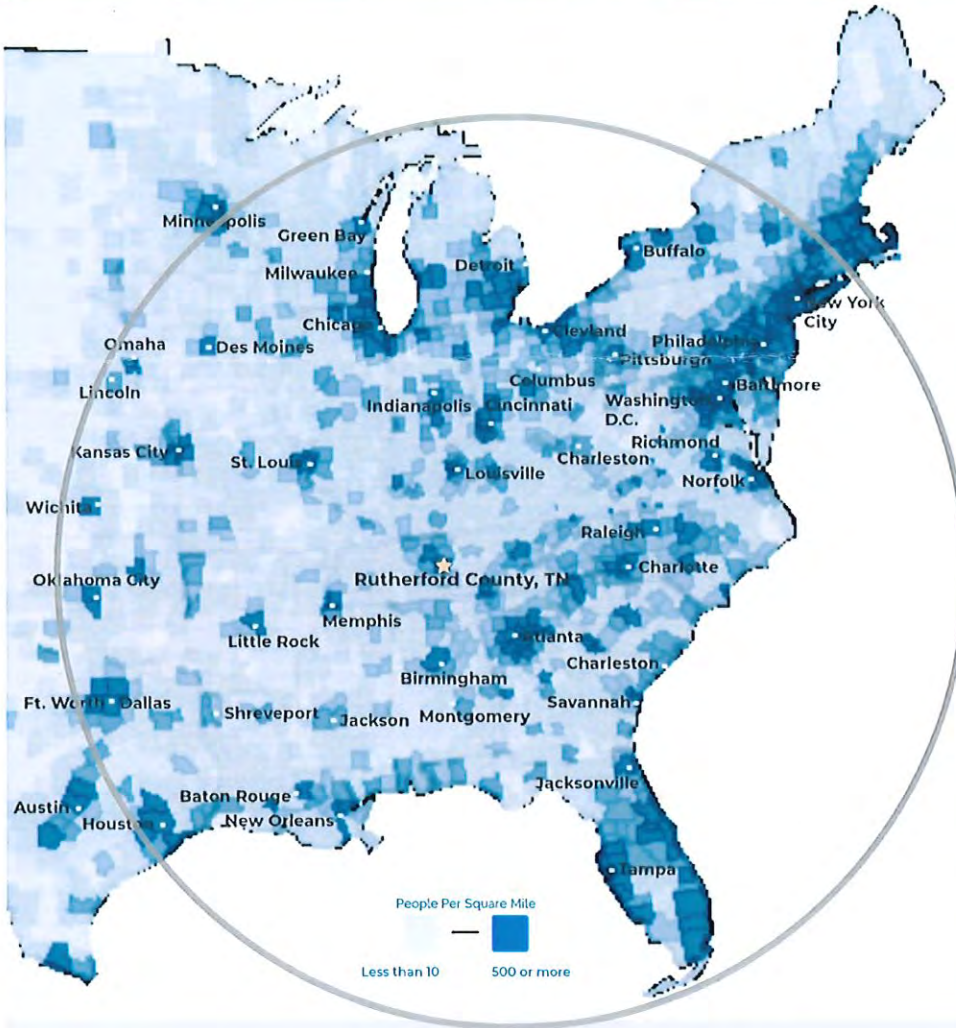 Minneapolis
Green Bay
Buffalo
Milwaukee
Detroit
New York
City
Chicago
Clevland
Omaha
Des Moines
Philadelphia
Pittsburgh
Lincoln
Columbus
Baltimore
Indianapolis
Cincinnati
Washington
D.C.
Richmond
Kansas City
St. Louis
Charleston
Louisville
Norfolk
Wichita
Raleigh
Oklahoma City
Rutherford County, TN
Charlotte
Memphis
Little Rock
Atlanta
Charleston
Birmingham
Ft. Worth
Dallas
Shreveport
Jackson
Montgomery
Savannah
Jacksonville
Austin
Baton Rouge
Houston
New Orleans
Tampa
People Per Square Mile
Less than 10
500 or more